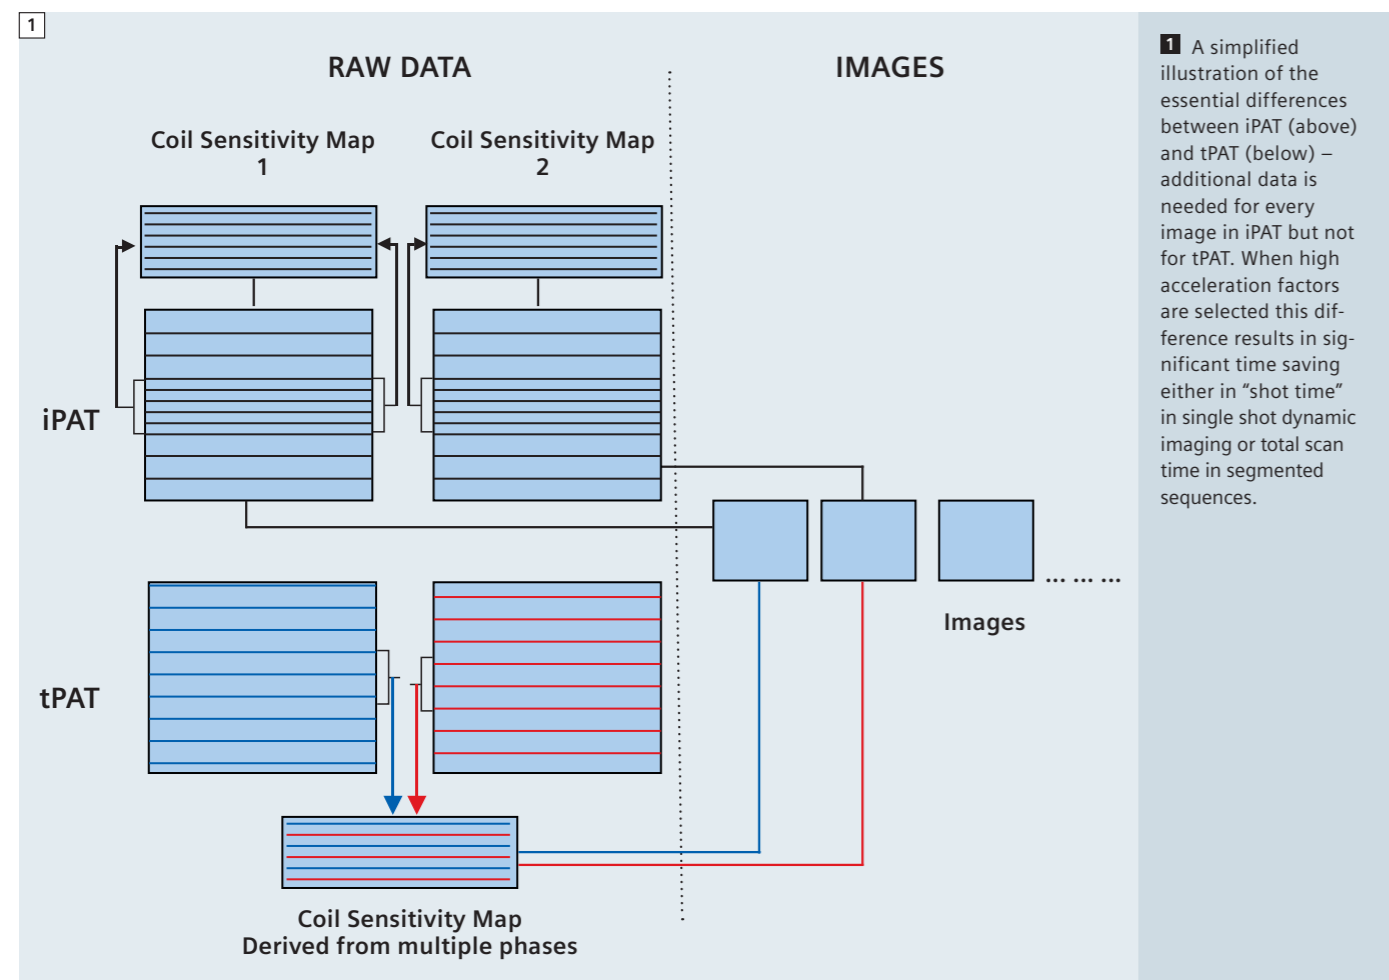 1
RAW DATA
IMAGES
Coil Sensitivity Map
1
Coil Sensitivity Map
2
iPAT
Images
... ... ...
tPAT
Coil Sensitivity Map
Derived from multiple phases
1 A simplified
illustration of the
essential differences
between iPAT (above)
and tPAT (below) –
additional data is
needed for every
image in iPAT but not
for tPAT. When high
acceleration factors
are selected this dif-
ference results in sig-
nificant time saving
either in “shot time”
in single shot dynamic
imaging or total scan
time in segmented
sequences.